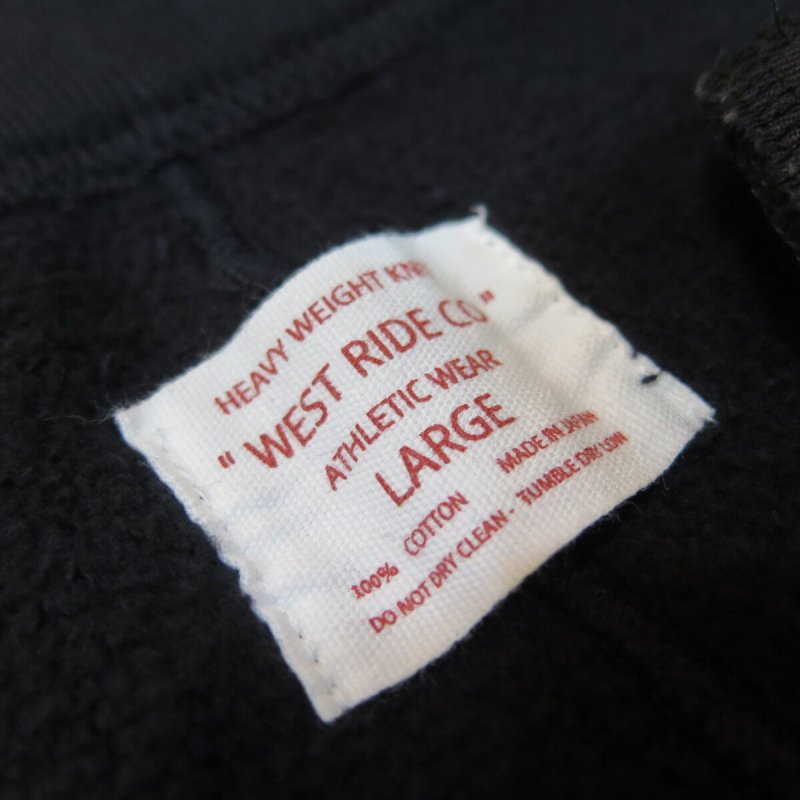 HEAVY WEIGHT KNIT
" WEST RIDE CO "
ATHLETIC WEAR
LARGE
100% COTTON MADE IN JAPAN
DO NOT DRY CLEAN - TUMBLE DRY LOW